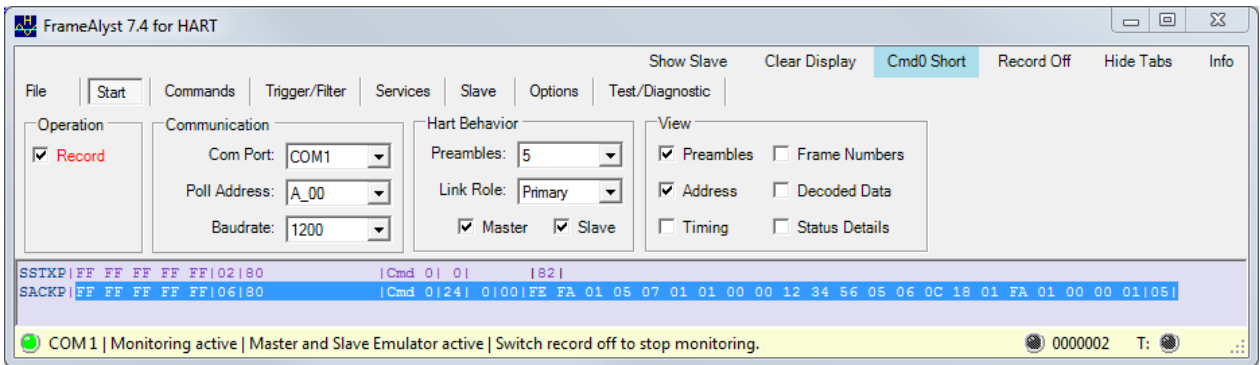 FrameAlyst 7.4 for HART
Show Slave Clear Display Cmd0 Short Record Off Hide Tabs Info
File Start Commands Trigger/Filter Services Slave Options Test/Diagnostic
Operation Communication Hart Behavior View
Record Com Port: COM1 Preambles: 5 Preambles Frame Numbers
Poll Address: A_00 Link Role: Primary Address Decoded Data
Baudrate: 1200 Master Slave Timing Status Details
SSTXP|FF FF FF FF FF|02|80 |Cmd 0| 0| |82|
SACKP|FF FF FF FF FF|06|80 |Cmd 0|24| 0|00|FE FA 01 05 07 01 01 00 00 12 34 56 05 06 0C 18 01 FA 01 00 00 01|05|
COM 1 | Monitoring active | Master and Slave Emulator active | Switch record off to stop monitoring. 0000002 T: